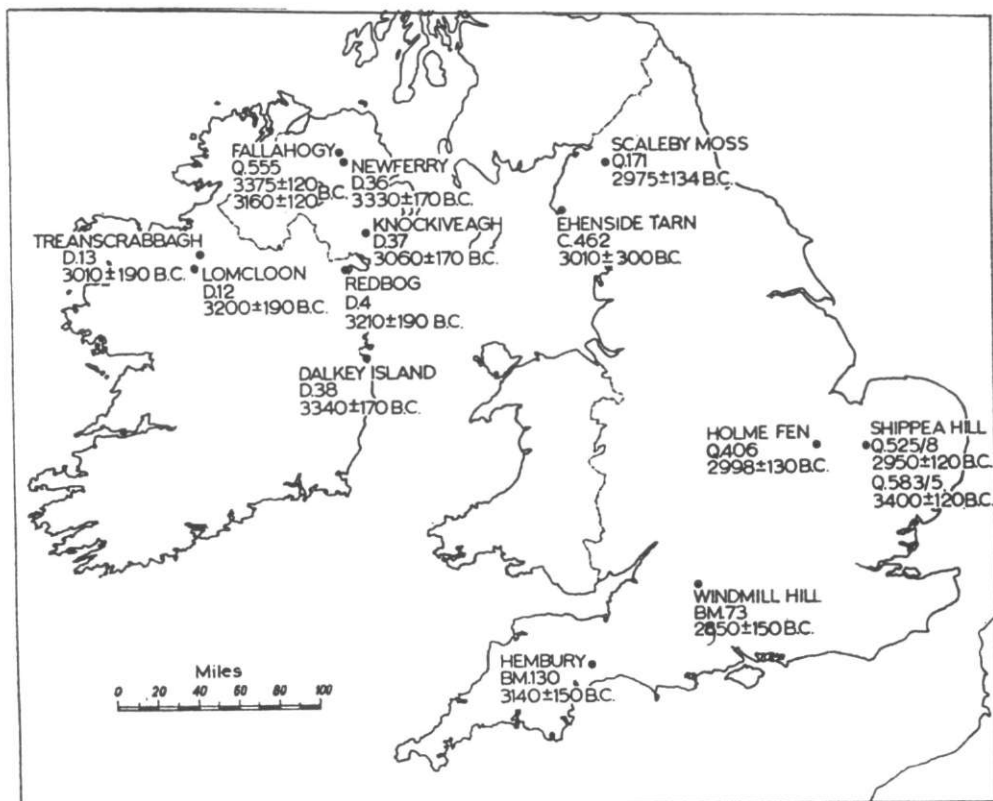 FALLAHOGY
Q.555
3375±120
3160±120 B.C.
NEWFERRY
D.36
3330±170 B.C.
SCALEBY MOSS
Q.171
2975±134 B.C.
KNOCKIVEAGH
D.37
3060±170 B.C.
EHENSIDE TARN
C.462
3010±300 B.C.
TREANSCRABBAGH
D.13
3010±190 B.C.
LOMCLOON
D.12
3200±190 B.C.
REDBOG
D.4
3210±190 B.C.
DALKEY ISLAND
D.38
3340±170 B.C.
HOLME FEN
Q.406
2998±130 B.C.
SHIPPEA HILL
Q.525/8
2950±120 B.C.
Q.583/5
3400±120 B.C.
WINDMILL HILL
BM.73
2850±150 B.C.
HEMBURY
BM.130
3140±150 B.C.
Miles
0 20 40 60 80 100